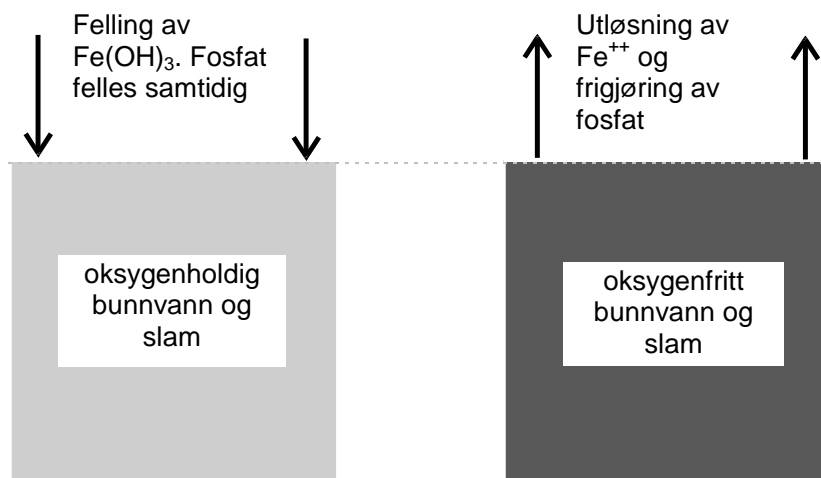 Felling av
Fe(OH)₃. Fosfat
felles samtidig
Utløsning av
Fe⁺⁺ og
frigjøring av
fosfat
oksygenholdig
bunnvann og
slam
oksygenfritt
bunnvann og
slam